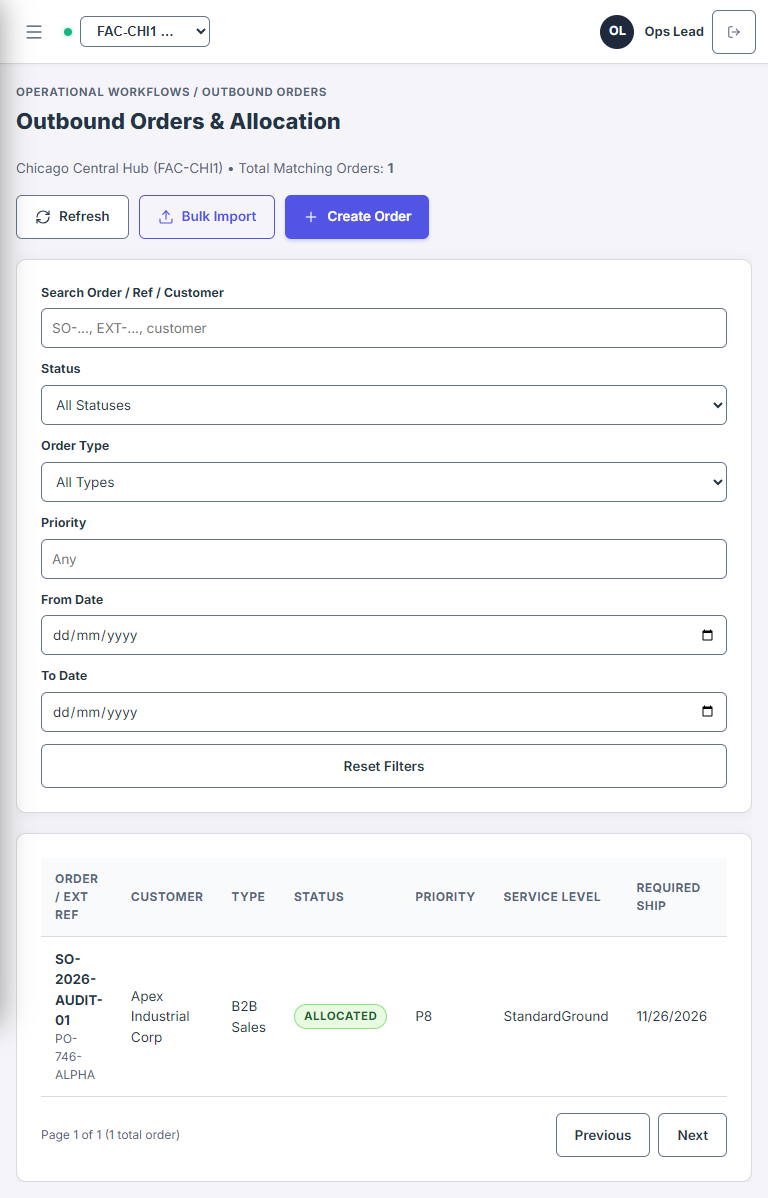 FAC-CHI1 ...
OL
Ops Lead
OPERATIONAL WORKFLOWS / OUTBOUND ORDERS
Outbound Orders & Allocation
Chicago Central Hub (FAC-CHI1) • Total Matching Orders: 1
Refresh
Bulk Import
Create Order
Search Order / Ref / Customer
SO-..., EXT-..., customer
Status
All Statuses
Order Type
All Types
Priority
Any
From Date
dd/mm/yyyy
To Date
dd/mm/yyyy
Reset Filters
ORDER
/ EXT
REF
CUSTOMER
TYPE
STATUS
PRIORITY
SERVICE LEVEL
REQUIRED
SHIP
SO-
2026-
AUDIT-
01
PO-
746-
ALPHA
Apex
Industrial
Corp
B2B
Sales
ALLOCATED
P8
StandardGround
11/26/2026
Page 1 of 1 (1 total order)
Previous
Next